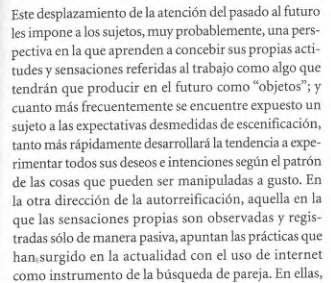 Este desplazamiento de la atención del pasado al futuro
les impone a los sujetos, muy probablemente, una pers-
pectiva en la que aprenden a concebir sus propias acti-
tudes y sensaciones referidas al trabajo como algo que
tendrán que producir en el futuro como “objetos”; y
cuanto más frecuentemente se encuentre expuesto un
sujeto a las expectativas desmedidas de escenificación,
tanto más rápidamente desarrollará la tendencia a expe-
rimentar todos sus deseos e intenciones según el patrón
de las cosas que pueden ser manipuladas a gusto. En
la otra dirección de la autorreificación, aquella en la
que las sensaciones propias son observadas y regis-
tradas sólo de manera pasiva, apuntan las prácticas que
han surgido en la actualidad con el uso de internet
como instrumento de la búsqueda de pareja. En ellas,